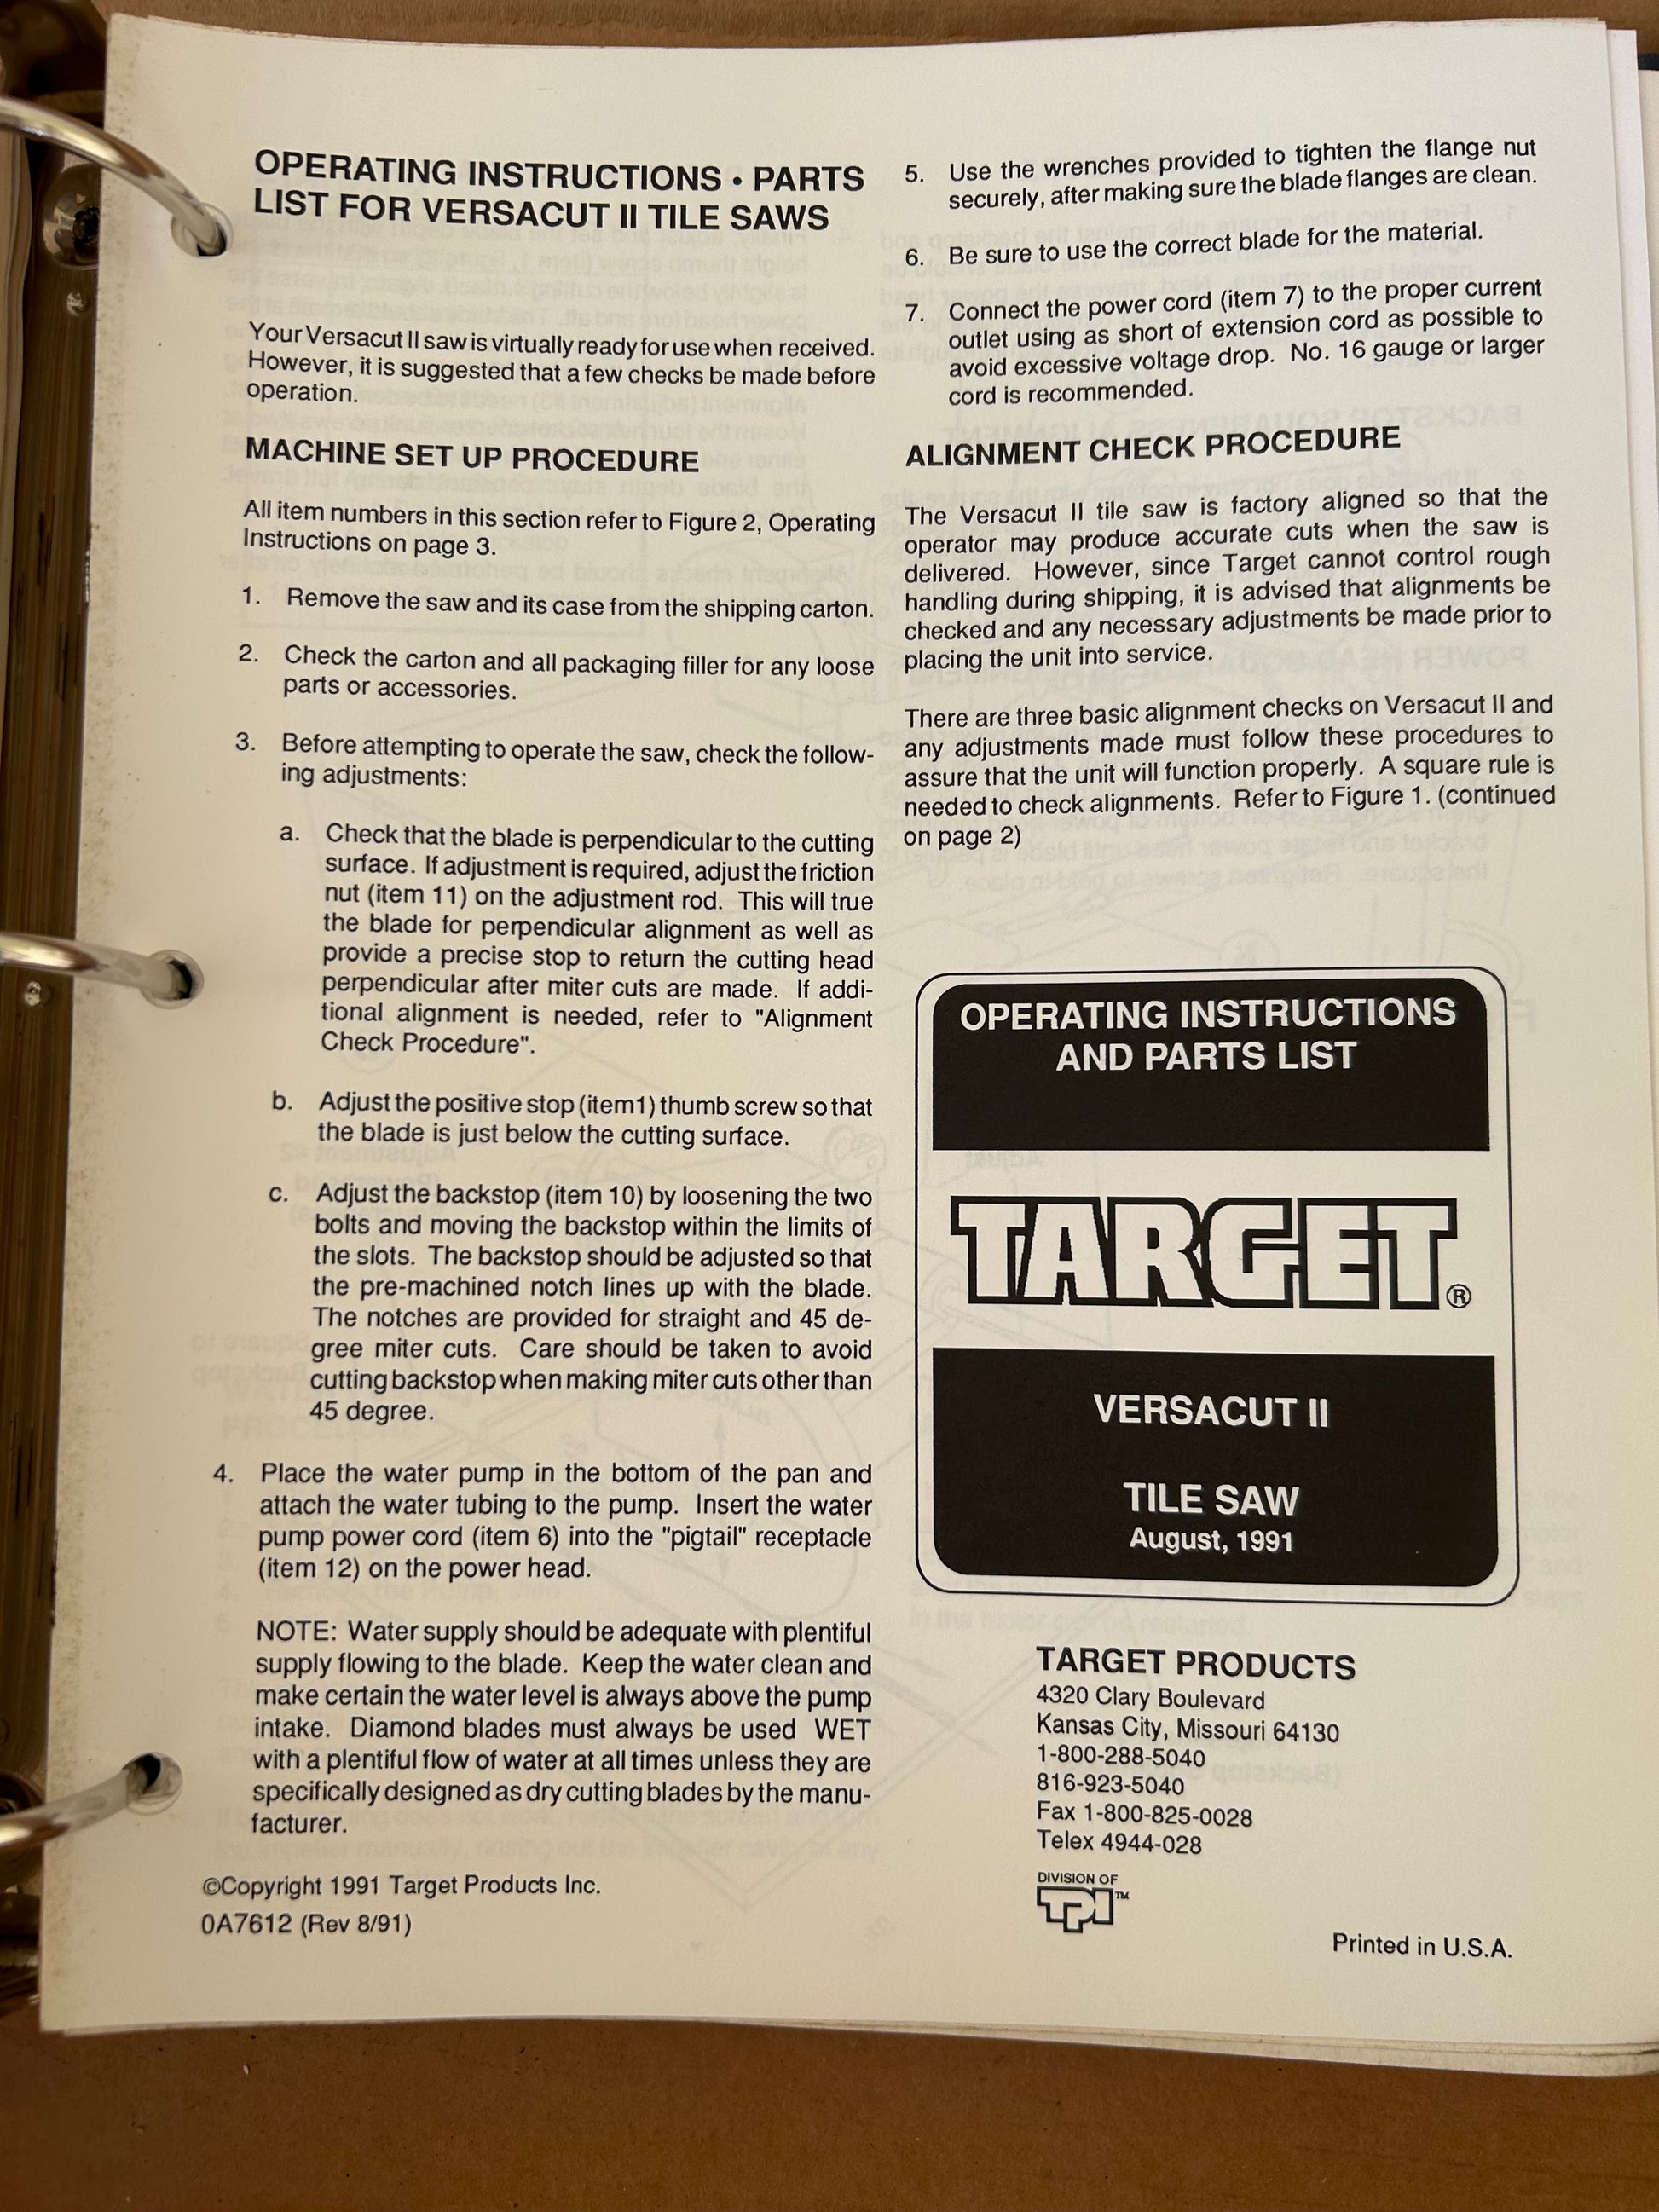 OPERATING INSTRUCTIONS • PARTS
LIST FOR VERSACUT II TILE SAWS
Your Versacut II saw is virtually ready for use when received.
However, it is suggested that a few checks be made before
operation.
MACHINE SET UP PROCEDURE
All item numbers in this section refer to Figure 2, Operating
Instructions on page 3.
1. Remove the saw and its case from the shipping carton.
2. Check the carton and all packaging filler for any loose
parts or accessories.
3. Before attempting to operate the saw, check the follow-
ing adjustments:
a. Check that the blade is perpendicular to the cutting
surface. If adjustment is required, adjust the friction
nut (item 11) on the adjustment rod. This will true
the blade for perpendicular alignment as well as
provide a precise stop to return the cutting head
perpendicular after miter cuts are made. If addi-
tional alignment is needed, refer to "Alignment
Check Procedure".
b. Adjust the positive stop (item1) thumb screw so that
the blade is just below the cutting surface.
c. Adjust the backstop (item 10) by loosening the two
bolts and moving the backstop within the limits of
the slots. The backstop should be adjusted so that
the pre-machined notch lines up with the blade.
The notches are provided for straight and 45 de-
gree miter cuts. Care should be taken to avoid
cutting backstop when making miter cuts other than
45 degree.
4. Place the water pump in the bottom of the pan and
attach the water tubing to the pump. Insert the water
pump power cord (item 6) into the "pigtail" receptacle
(item 12) on the power head.
NOTE: Water supply should be adequate with plentiful
supply flowing to the blade. Keep the water clean and
make certain the water level is always above the pump
intake. Diamond blades must always be used WET
with a plentiful flow of water at all times unless they are
specifically designed as dry cutting blades by the manu-
facturer.
©Copyright 1991 Target Products Inc.
0A7612 (Rev 8/91)
5. Use the wrenches provided to tighten the flange nut
securely, after making sure the blade flanges are clean.
6. Be sure to use the correct blade for the material.
7. Connect the power cord (item 7) to the proper current
outlet using as short of extension cord as possible to
avoid excessive voltage drop. No. 16 gauge or larger
cord is recommended.
ALIGNMENT CHECK PROCEDURE
The Versacut II tile saw is factory aligned so that the
operator may produce accurate cuts when the saw is
delivered. However, since Target cannot control rough
handling during shipping, it is advised that alignments be
checked and any necessary adjustments be made prior to
placing the unit into service.
There are three basic alignment checks on Versacut II and
any adjustments made must follow these procedures to
assure that the unit will function properly. A square rule is
needed to check alignments. Refer to Figure 1. (continued
on page 2)
OPERATING INSTRUCTIONS
AND PARTS LIST
TARGET®
VERSACUT II
TILE SAW
August, 1991
TARGET PRODUCTS
4320 Clary Boulevard
Kansas City, Missouri 64130
1-800-288-5040
816-923-5040
Fax 1-800-825-0028
Telex 4944-028
DIVISION OF
TPI™
Printed in U.S.A.